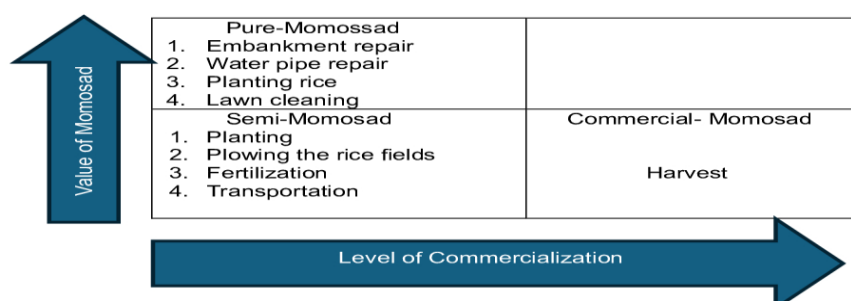 Value of Momosad
Pure-Momossad
1. Embankment repair
2. Water pipe repair
3. Planting rice
4. Lawn cleaning
Semi-Momosad
1. Planting
2. Plowing the rice fields
3. Fertilization
4. Transportation
Commercial- Momosad
Harvest
Level of Commercialization